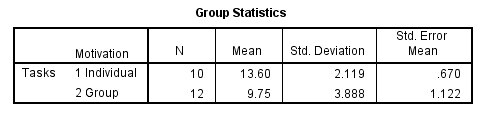 Group Statistics
Motivation N Mean Std. Deviation Std. Error Mean
Tasks 1 Individual 10 13.60 2.119 .670
2 Group 12 9.75 3.888 1.122